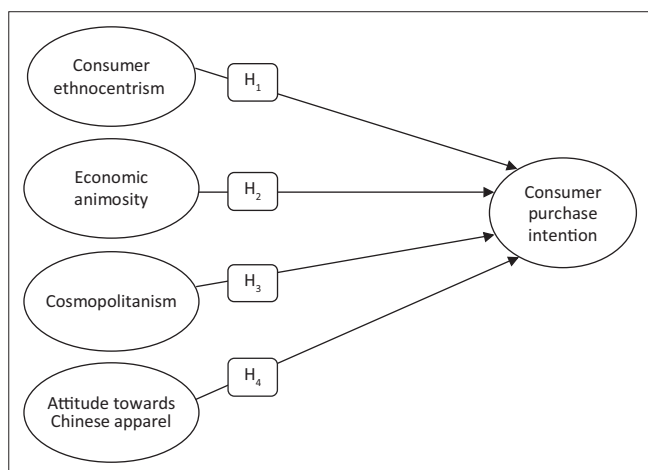 Consumer
ethnocentrism
H₁
Economic
animosity
H₂
Consumer
purchase
intention
Cosmopolitanism
H₃
Attitude towards
Chinese apparel
H₄